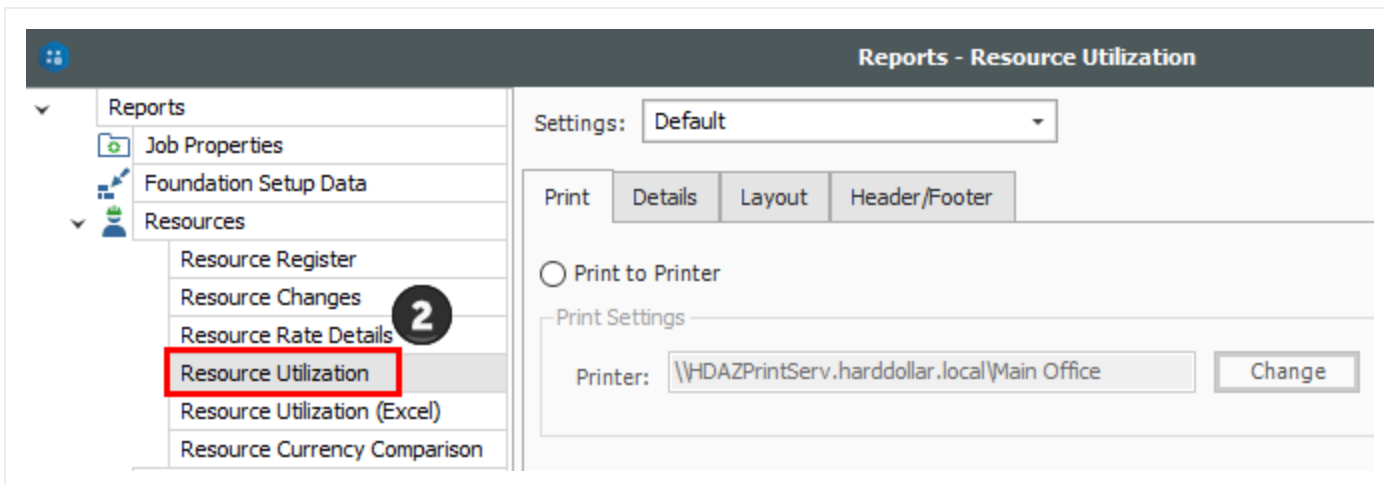 Reports - Resource Utilization
Reports
Job Properties
Foundation Setup Data
Resources
Resource Register
Resource Changes
2
Resource Rate Details
Resource Utilization
Resource Utilization (Excel)
Resource Currency Comparison
Settings: Default
Print Details Layout Header/Footer
Print to Printer
Print Settings
Printer: \\HDAZPrintServ.harddollar.local\Main Office Change